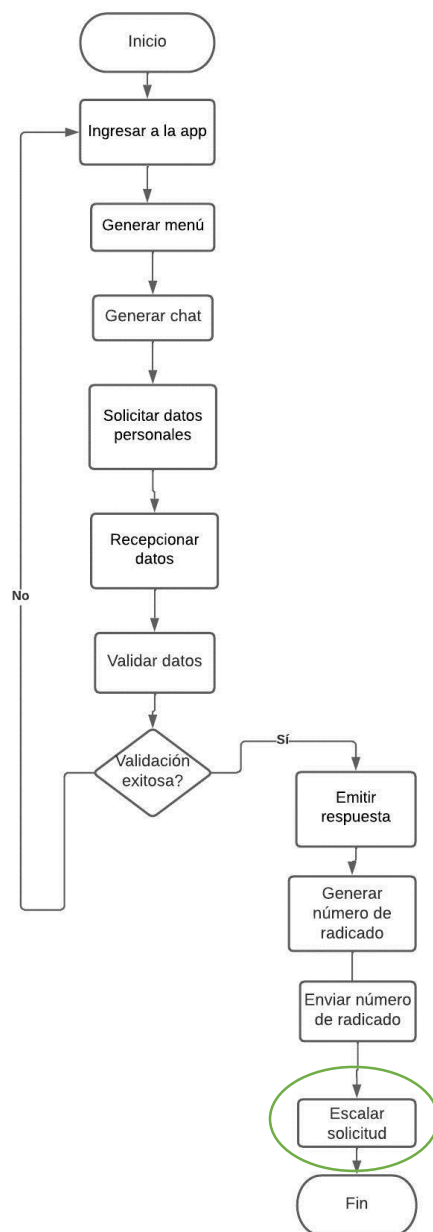 Inicio
Ingresar a la app
Generar menú
Generar chat
Solicitar datos
personales
Recepcionar
datos
No
Validar datos
Validación
exitosa?
Sí
Emitir
respuesta
Generar
número de
radicado
Enviar número
de radicado
Escalar
solicitud
Fin